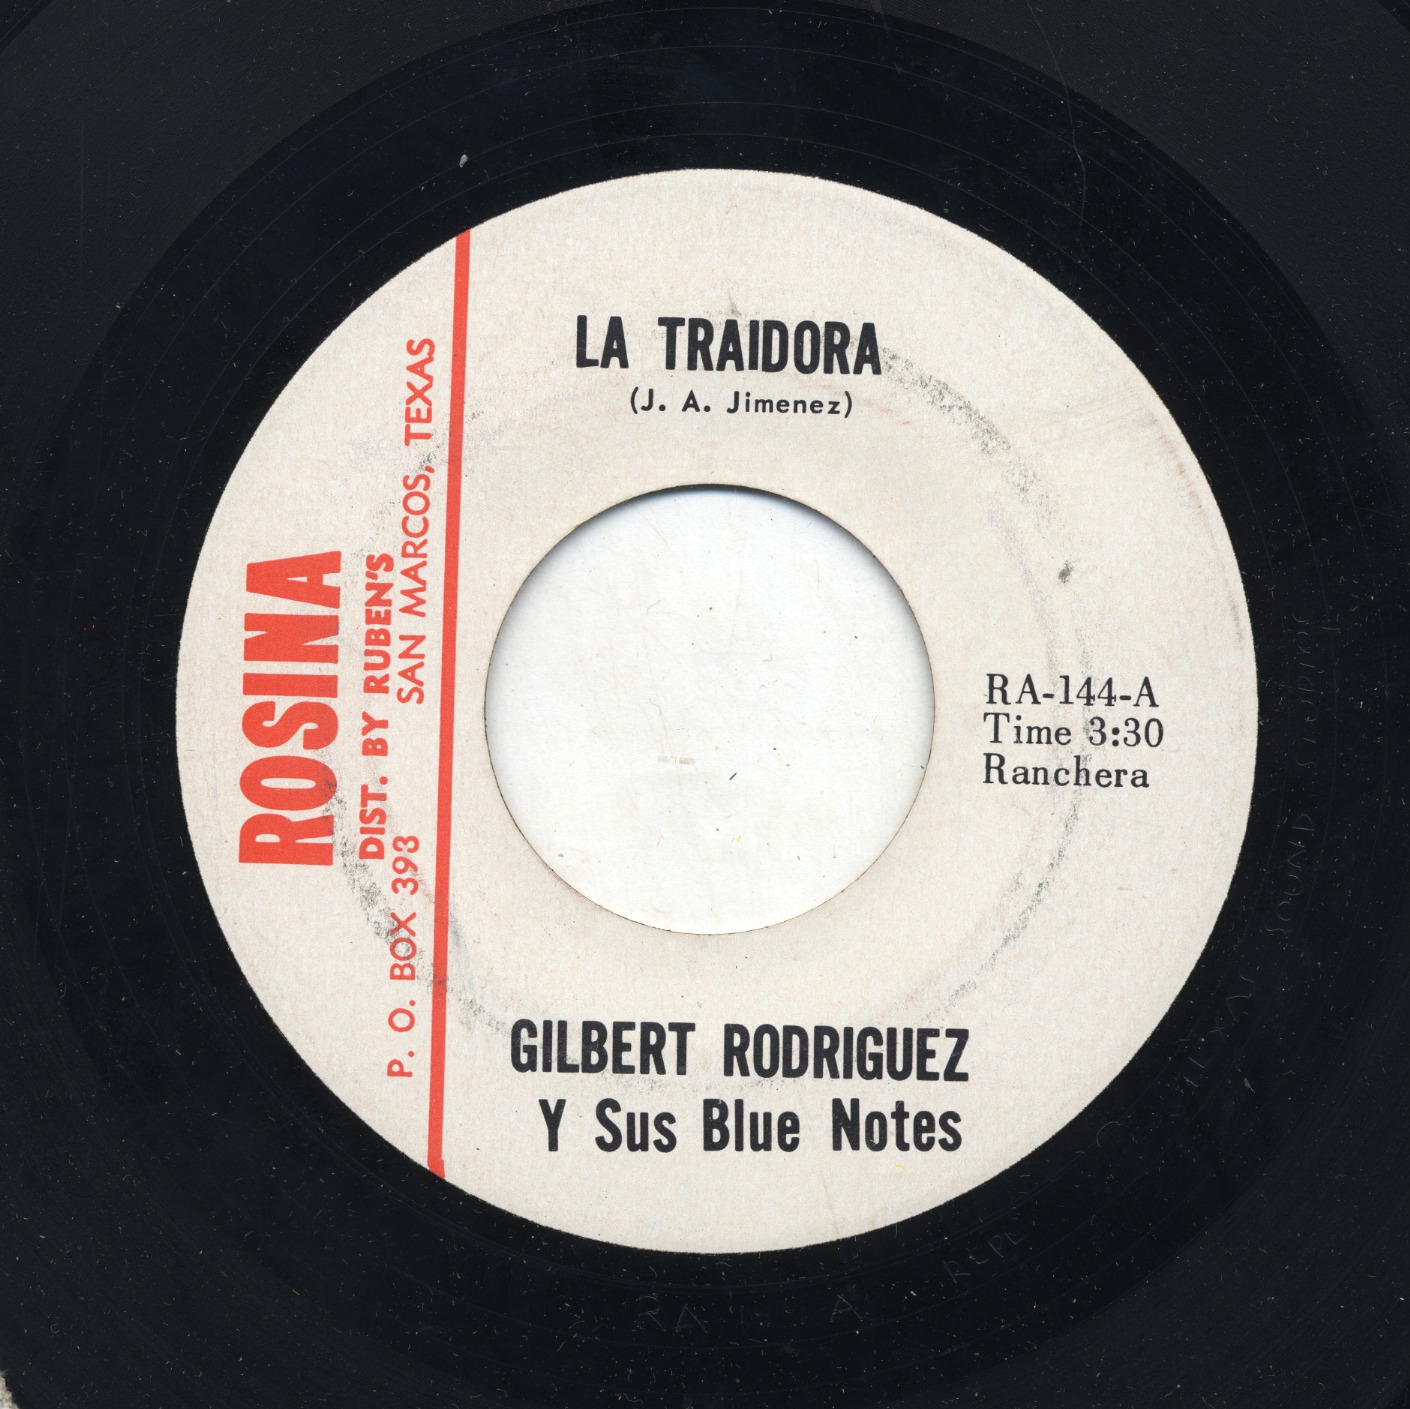 LA TRAIDORA
(J. A. Jimenez)
ROSINA
DIST. BY RUBEN'S
P. O. BOX 393 SAN MARCOS, TEXAS
RA-144-A
Time 3:30
Ranchera
GILBERT RODRIGUEZ
Y Sus Blue Notes